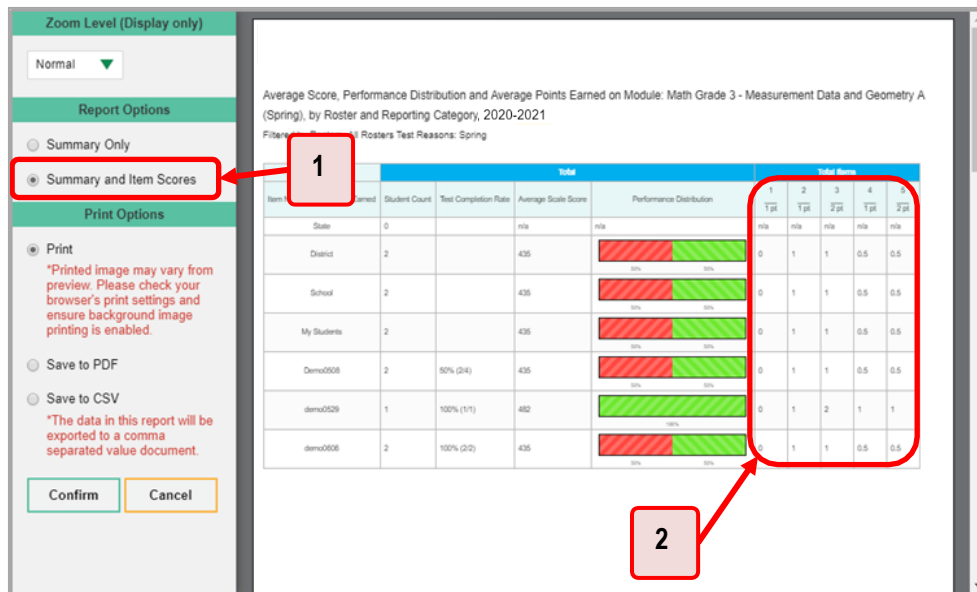 Zoom Level (Display only)
Normal
Report Options
Summary Only
Summary and Item Scores
Print Options
Print
*Printed image may vary from
preview. Please check your
browser's print settings and
ensure background image
printing is enabled.
Save to PDF
Save to CSV
*The data in this report will be
exported to a comma
separated value document.
Confirm Cancel
Average Score, Performance Distribution and Average Points Earned on Module: Math Grade 3 - Measurement Data and Geometry A
(Spring), by Roster and Reporting Category, 2020-2021
Rosters Test Reasons: Spring
1
Total Total Items
Item Earned Student Count Test Completion Rate Average Scale Score Performance Distribution 1 2 3 4 5
1 pt 1 pt 2 pt 1 pt 2 pt
State 0 n/a n/a n/a n/a n/a n/a n/a
District 2 435 0 1 1 0.5 0.5
50% 50%
School 2 435 0 1 1 0.5 0.5
50% 50%
My Students 2 435 0 1 1 0.5 0.5
50% 50%
Demo0508 2 50% (2/4) 435 0 1 1 0.5 0.5
50% 50%
demo0529 1 100% (1/1) 482 0 1 2 1 1
100%
demo0606 2 100% (2/2) 435 0 1 1 0.5 0.5
50% 50%
2